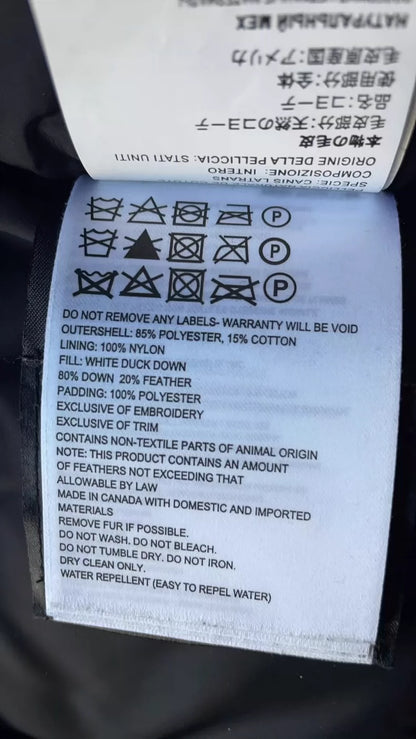 НАТУРАЛЬНЫЙ МЕХ
毛皮原産国:アメリカ
使用部分:全体
品名:コヨーテ
毛皮部分:天然のコヨーテ
本物の毛皮
ORIGINE DELLA PELLICCIA: STATI UNITI
COMPOSIZIONE: INTERO
SPECIE: CANIS LATRANS
P
P
P
DO NOT REMOVE ANY LABELS- WARRANTY WILL BE VOID
OUTERSHELL: 85% POLYESTER, 15% COTTON
LINING: 100% NYLON
FILL: WHITE DUCK DOWN
80% DOWN 20% FEATHER
PADDING: 100% POLYESTER
EXCLUSIVE OF EMBROIDERY
EXCLUSIVE OF TRIM
CONTAINS NON-TEXTILE PARTS OF ANIMAL ORIGIN
NOTE: THIS PRODUCT CONTAINS AN AMOUNT
OF FEATHERS NOT EXCEEDING THAT
ALLOWABLE BY LAW
MADE IN CANADA WITH DOMESTIC AND IMPORTED
MATERIALS
REMOVE FUR IF POSSIBLE.
DO NOT WASH. DO NOT BLEACH.
DO NOT TUMBLE DRY. DO NOT IRON.
DRY CLEAN ONLY.
WATER REPELLENT (EASY TO REPEL WATER)